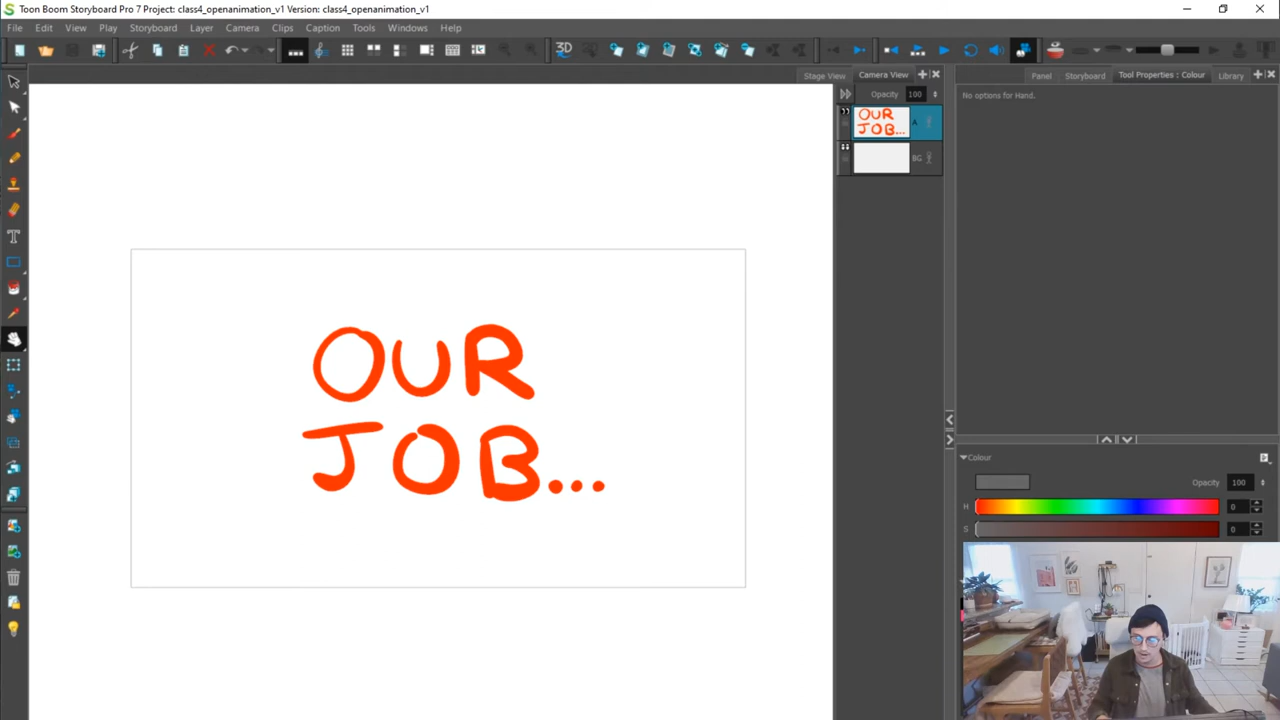 Toon Boom Storyboard Pro 7 Project: class4_openanimation_v1 Version: class4_openanimation_v1
File Edit View Play Storyboard Layer Camera Clips Caption Tools Windows Help
3D
Stage View Camera View Panel Storyboard Tool Properties : Colour Library
Opacity 100
No options for Hand.
OUR
JOB...
A
BG
OUR
JOB...
Colour
Opacity 100
H 0
S 0